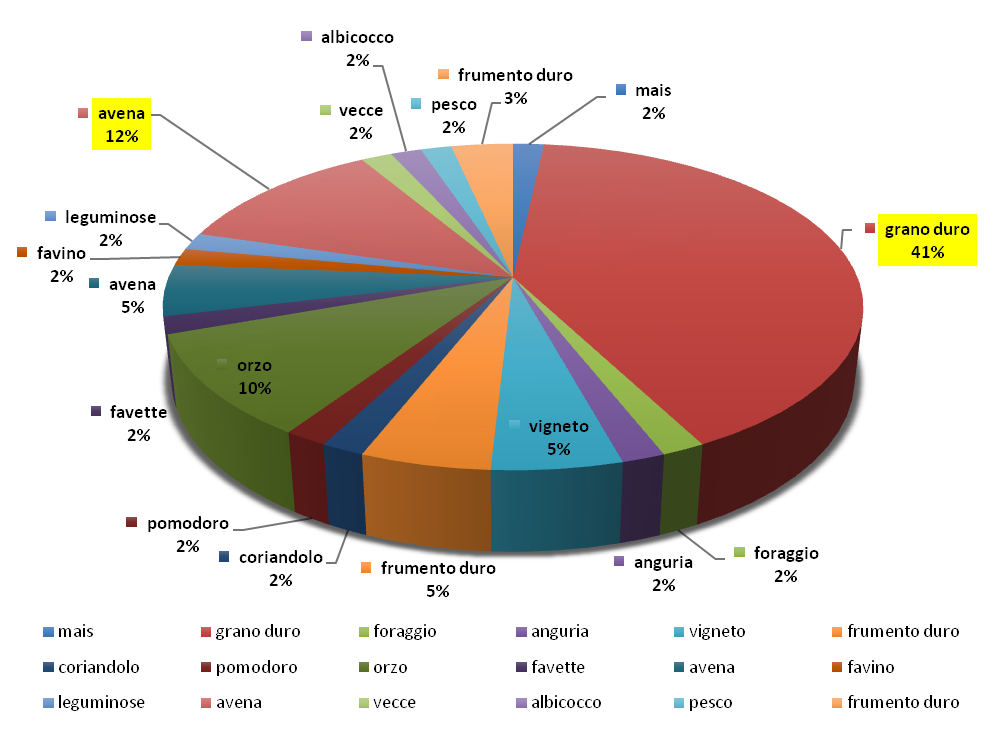 albicocco
2%
frumento duro
3%
mais
2%
avena
12%
vecce
2%
pesco
2%
leguminose
2%
grano duro
41%
favino
2%
avena
5%
orzo
10%
favette
2%
vigneto
5%
pomodoro
2%
coriandolo
2%
frumento duro
5%
anguria
2%
foraggio
2%
mais grano duro foraggio anguria vigneto frumento duro
coriandolo pomodoro orzo favette avena favino
leguminose avena vecce albicocco pesco frumento duro